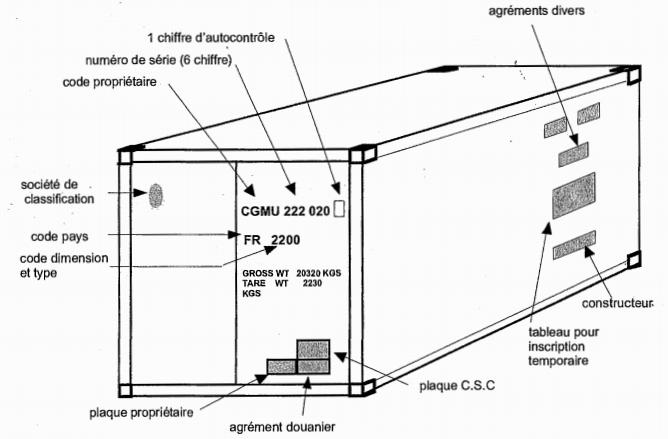 agréments divers
1 chiffre d'autocontrôle
numéro de série (6 chiffre)
code propriétaire
société de
classification
CGMU 222 020
code pays
FR 2200
code dimension
et type
GROSS WT 20320 KGS
TARE WT 2230
KGS
constructeur
tableau pour
inscription
temporaire
plaque C.S.C
plaque propriétaire
agrément douanier